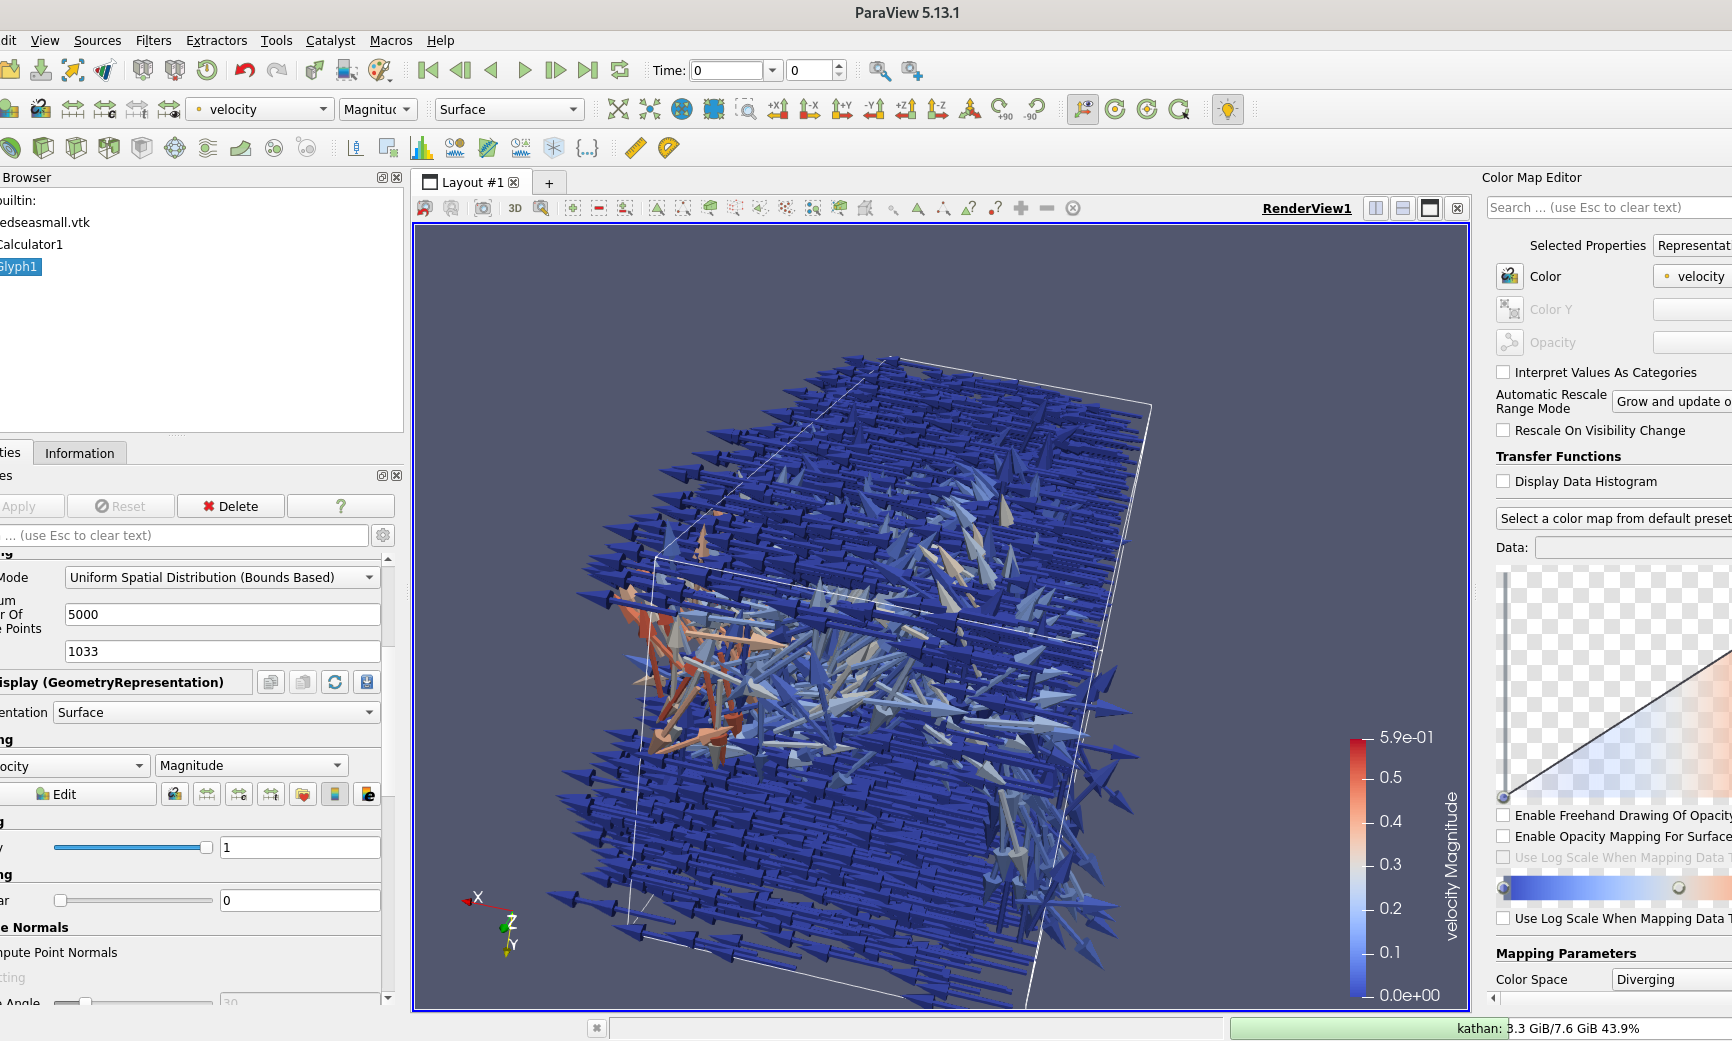 ParaView 5.13.1
dit View Sources Filters Extractors Tools Catalyst Macros Help
Time: 0 0
velocity Magnituc Surface +X -X +Y -Y +Z -Z +90 -90
Browser
uiltin:
edseasmall.vtk
Calculator1
Glyph1
ties Information
es
Apply Reset Delete ?
... (use Esc to clear text)
ng
Mode Uniform Spatial Distribution (Bounds Based)
um
r Of
e Points
5000
1033
isplay (GeometryRepresentation)
entation Surface
ng
ocity Magnitude
Edit
g
y 1
ng
ar 0
e Normals
npute Point Normals
tting
e Angle 30
Layout #1 +
3D
RenderView1
X
Z
Y
5.9e-01
0.5
0.4
0.3
0.2
0.1
0.0e+00
velocity Magnitude
Color Map Editor
Search ... (use Esc to clear text)
Selected Properties Representat
Color velocity
Color Y
Opacity
Interpret Values As Categories
Automatic Rescale
Range Mode
Grow and update o
Rescale On Visibility Change
Transfer Functions
Display Data Histogram
Select a color map from default preset
Data:
Enable Freehand Drawing Of Opacity
Enable Opacity Mapping For Surface
Use Log Scale When Mapping Data T
Use Log Scale When Mapping Data T
Mapping Parameters
Color Space Diverging
kathan: 3.3 GiB/7.6 GiB 43.9%